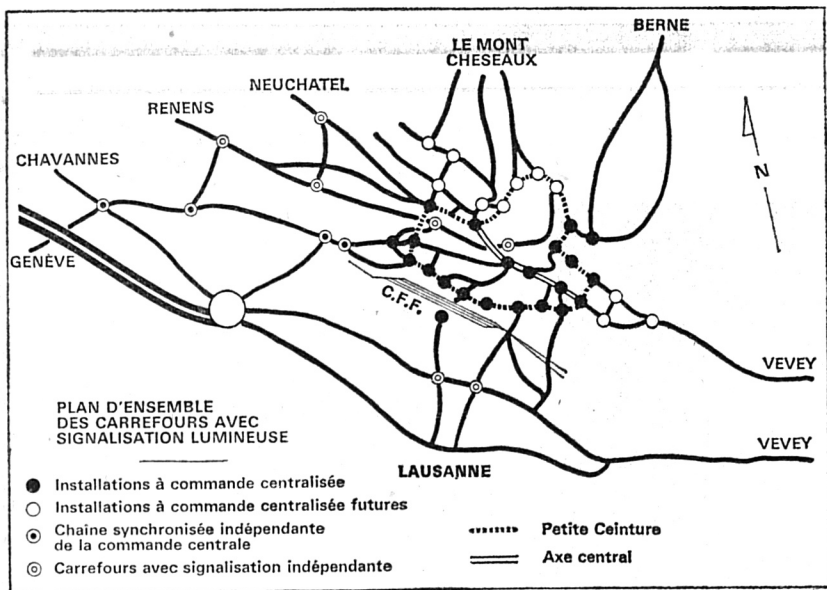 BERNE
LE MONT
CHESEAUX
NEUCHATEL
RENENS
CHAVANNES
N
GENÈVE
C.F.F.
VEVEY
VEVEY
LAUSANNE
PLAN D'ENSEMBLE
DES CARREFOURS AVEC
SIGNALISATION LUMINEUSE
Installations à commande centralisée
Installations à commande centralisée futures
Chaîne synchronisée indépendante
de la commande centrale
Carrefours avec signalisation indépendante
Petite Ceinture
Axe central